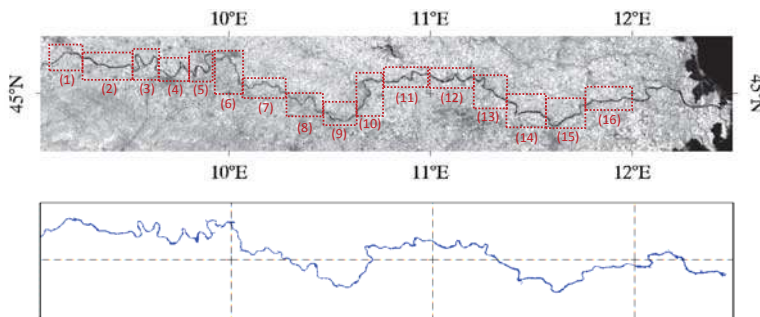 10°E 11°E 12°E
45°N 45°N
(1) (2) (3) (4) (5) (6) (7) (8) (9) (10) (11) (12) (13) (14) (15) (16)
10°E 11°E 12°E